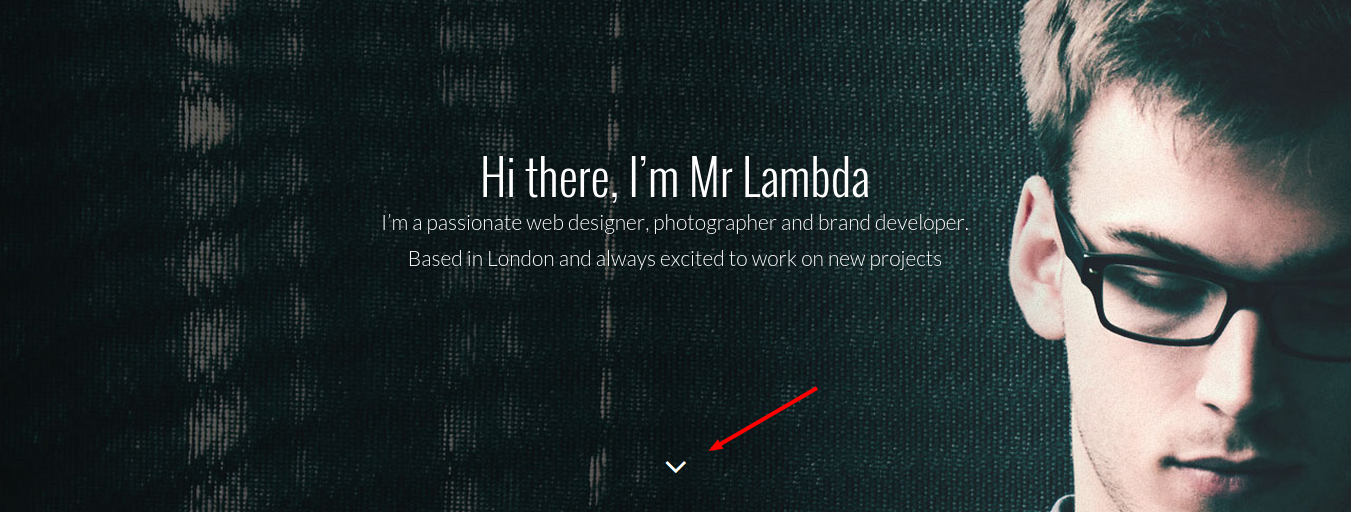 Hi there, I’m Mr Lambda
I’m a passionate web designer, photographer and brand developer.
Based in London and always excited to work on new projects